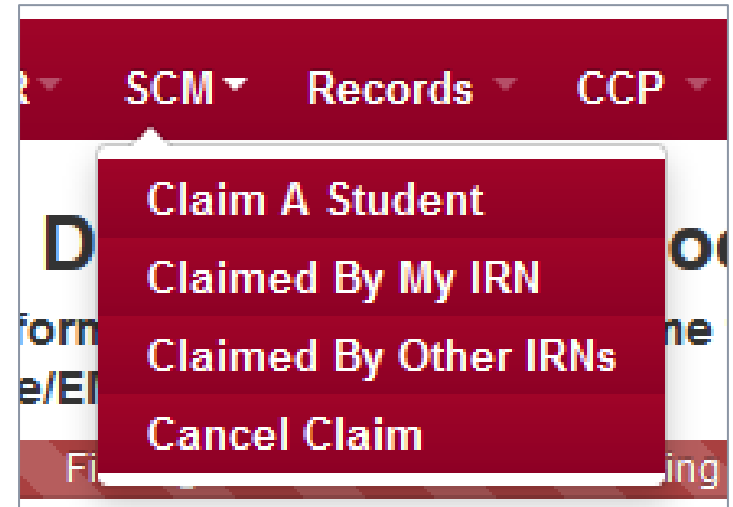 SCM Records CCP
Claim A Student
Claimed By My IRN
Claimed By Other IRNs
Cancel Claim